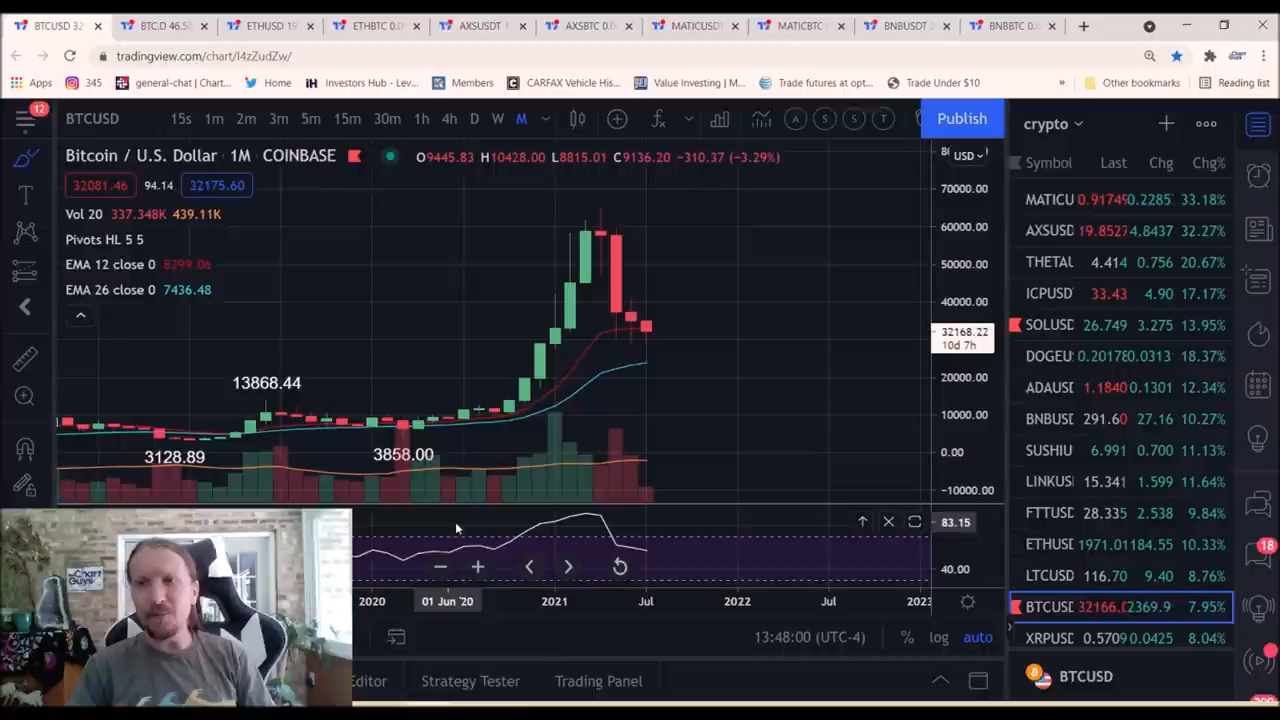 BTCUSD 32
BTC.D 46.5
ETHUSD 19
ETHBTC 0.0
AXSUSDT 1
AXSBTC 0.0
MATICUSD
MATICBTC
BNBUSDT 2
BNBBTC 0.0
tradingview.com/chart/l4zZudZw/
Apps 345 general-chat | Chart... Home Investors Hub - Lev... Members CARFAX Vehicle His... Value Investing | M... Trade futures at opt... Trade Under $10 » Other bookmarks Reading list
12
BTCUSD 15s 1m 2m 3m 5m 15m 30m 1h 4h D W M A S S T Publish
crypto
Bitcoin / U.S. Dollar 1M COINBASE O9445.83 H10428.00 L8815.01 C9136.20 −310.37 (−3.29%)
USD
Symbol Last Chg Chg%
32081.46 94.14 32175.60
Vol 20 337.348K 439.11K
Pivots HL 5 5
EMA 12 close 0 8299.06
EMA 26 close 0 7436.48
70000.00
60000.00
50000.00
40000.00
32168.22
10d 7h
20000.00
10000.00
0.00
−10000.00
83.15
40.00
13868.44
3128.89
3858.00
MATICU 0.9174 0.2285 33.18%
AXSUSD 19.852 4.8437 32.27%
THETAU 4.414 0.756 20.67%
ICPUSD 33.43 4.90 17.17%
SOLUSD 26.749 3.275 13.95%
DOGEU 0.2017 0.0313 18.37%
ADAUSD 1.1840 0.1301 12.34%
BNBUSD 291.60 27.16 10.27%
SUSHIU 6.991 0.700 11.13%
LINKUS 15.341 1.599 11.64%
FTTUSD 28.335 2.538 9.84%
ETHUSD 1971.01 184.55 10.33%
LTCUSD 116.70 9.40 8.76%
BTCUSD 32166. 2369.9 7.95%
XRPUSD 0.5709 0.0425 8.04%
18
2020 01 Jun '20 2021 Jul 2022 Jul 2023
13:48:00 (UTC-4) % log auto
Editor Strategy Tester Trading Panel
BTCUSD
Chart Guys